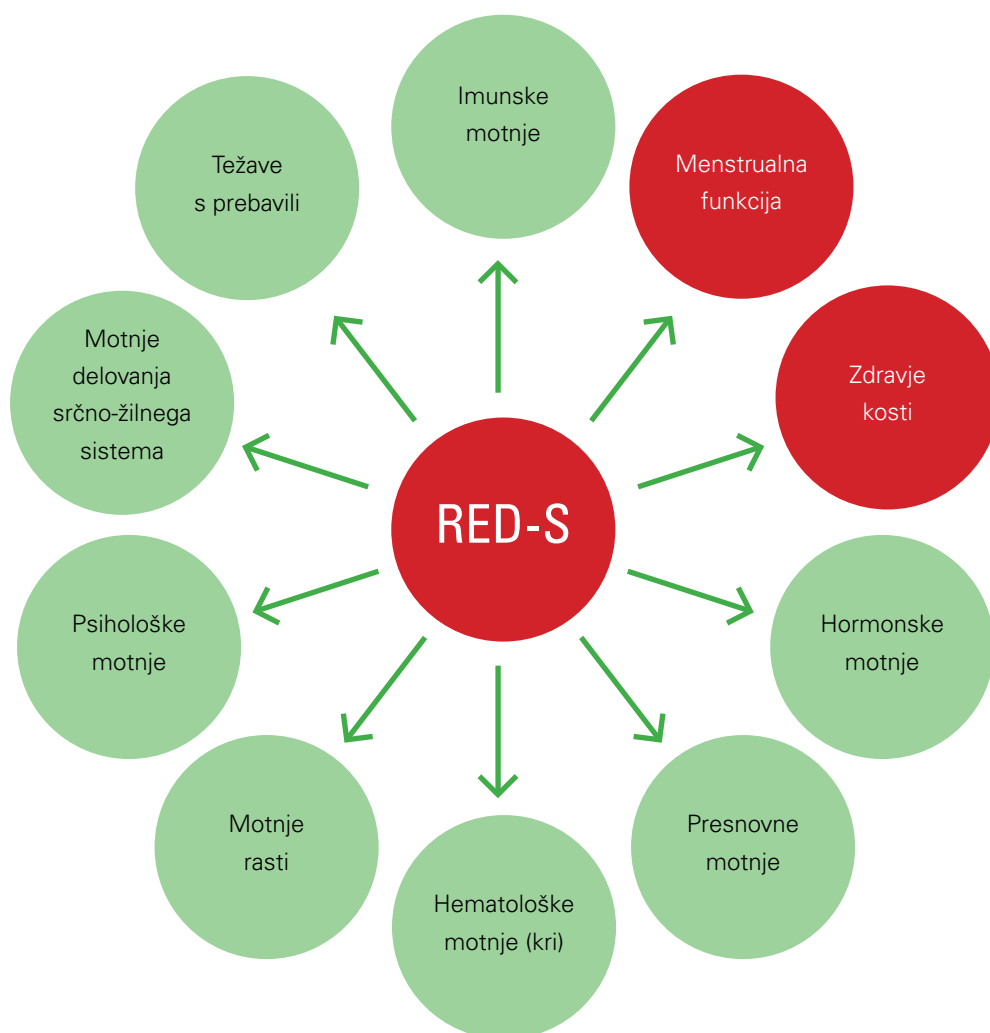 Imunske
motnje
Menstrualna
funkcija
Zdravje
kosti
Hormonske
motnje
Presnovne
motnje
Hematološke
motnje (kri)
Motnje
rasti
Psihološke
motnje
Motnje
delovanja
srčno-žilnega
sistema
Težave
s prebavili
RED-S